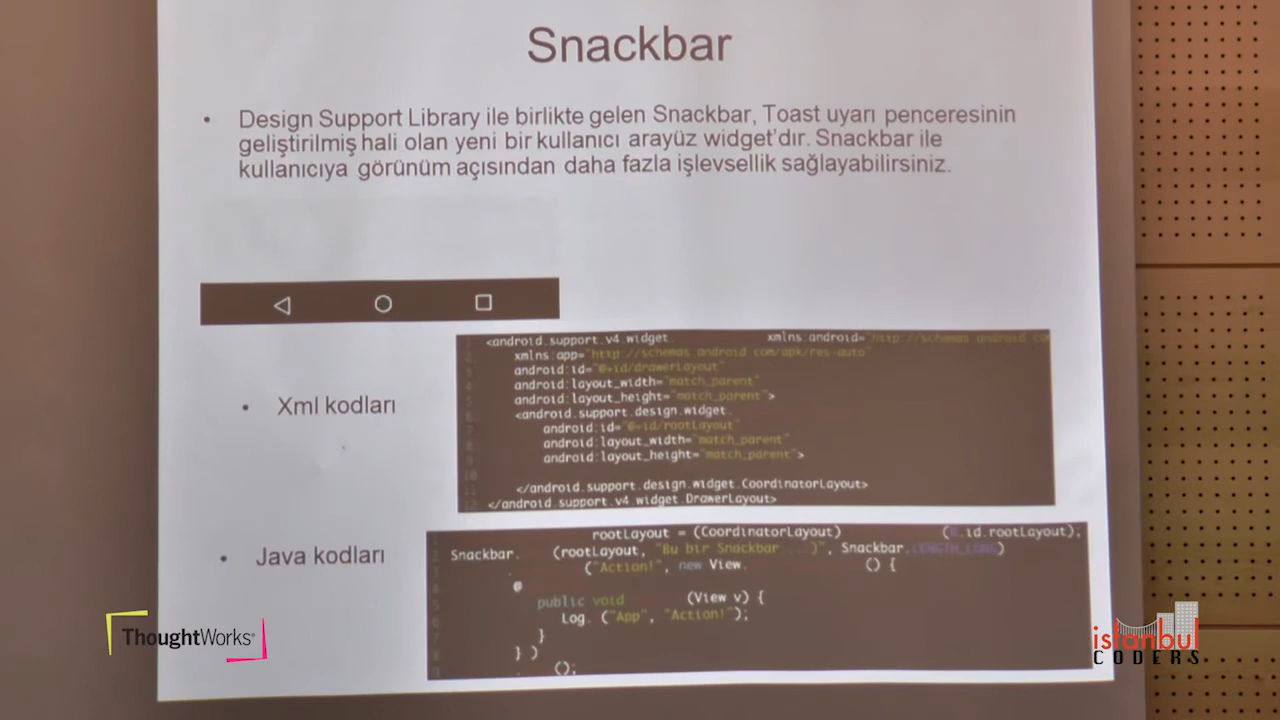 Snackbar
• Design Support Library ile birlikte gelen Snackbar, Toast uyarı penceresinin
geliştirilmiş hali olan yeni bir kullanıcı arayüz widget'dır. Snackbar ile
kullanıcıya görünüm açısından daha fazla işlevsellik sağlayabilirsiniz.
<android.support.v4.widget. xmlns:android="http://schemas.android.co
xmlns:app="http://schemas.android.com/apk/res-auto"
android:id="@+id/drawerLayout"
android:layout_width="match_parent"
android:layout_height="match_parent">
<android.support.design.widget.
android:id="@+id/rootLayout"
android:layout_width="match_parent"
android:layout_height="match_parent">
</android.support.design.widget.CoordinatorLayout>
</android.support.v4.widget.DrawerLayout>
• Xml kodları
rootLayout = (CoordinatorLayout) ( .id.rootLayout);
Snackbar. (rootLayout, "Bu bir Snackbar )", Snackbar.LENGTH_LONG)
("Action!", new View. () {
@
public void (View v) {
Log. ("App", "Action!");
}
} )
. ();
• Java kodları
ThoughtWorks®
istanbul
CODERS